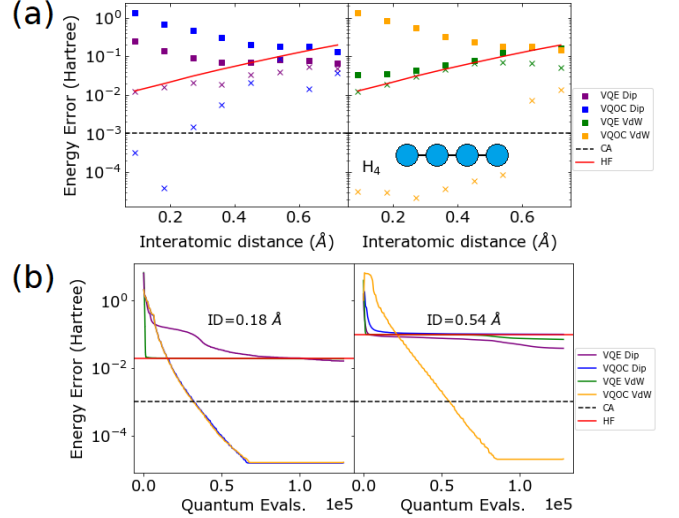 (a)
Energy Error (Hartree)
10^0
10^-1
10^-2
10^-3
10^-4
H_4
0.2 0.4 0.6
0.2 0.4 0.6
Interatomic distance (Å)
Interatomic distance (Å)
VQE Dip
VQOC Dip
VQE VdW
VQOC VdW
CA
HF
(b)
Energy Error (Hartree)
10^0
10^-2
10^-4
ID=0.18 Å
ID=0.54 Å
0.0 0.5 1.0
0.0 0.5 1.0
1e5
1e5
Quantum Evals.
Quantum Evals.
VQE Dip
VQOC Dip
VQE VdW
VQOC VdW
CA
HF